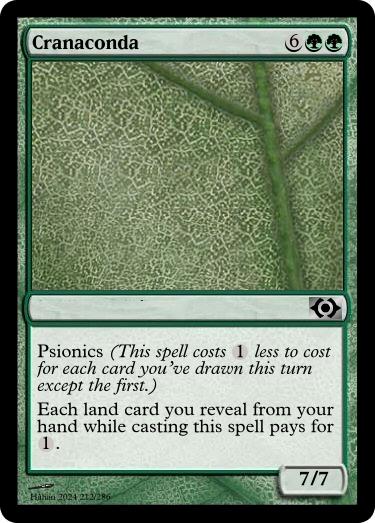 Cranaconda 6
Psionics (This spell costs 1 less to cost
for each card you've drawn this turn
except the first.)
Each land card you reveal from your
hand while casting this spell pays for
1.
7/7
Hahan 2024 212/286